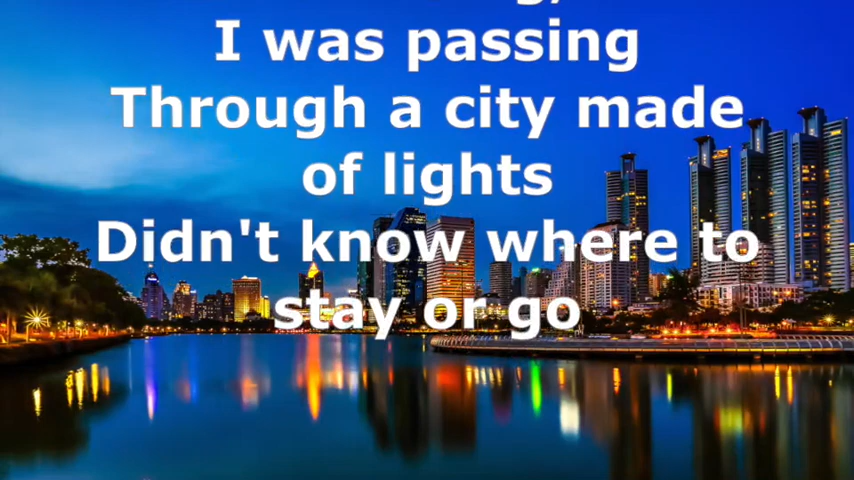 I was passing
Through a city made
of lights
Didn't know where to
stay or go